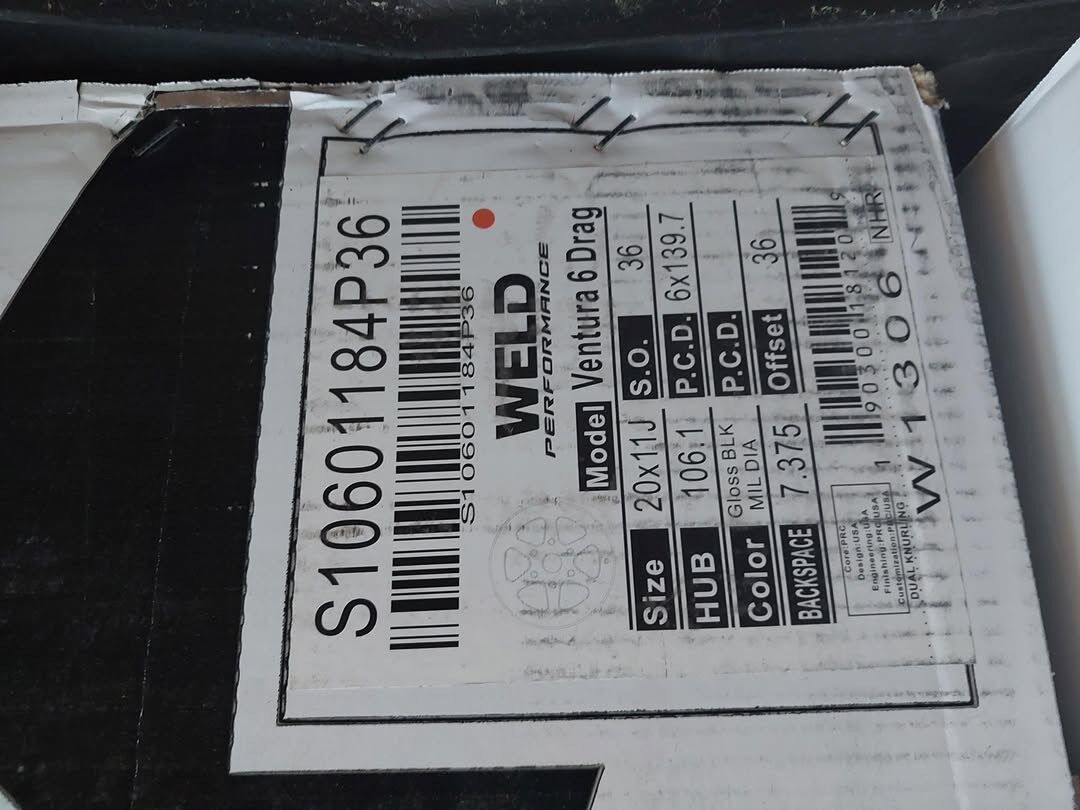 S10601184P36
S10601184P36
WELD
PERFORMANCE
Model Ventura 6 Drag
Size 20x11J S.O. 36
HUB 106.1 P.C.D. 6x139.7
Color Gloss BLK MIL DIA P.C.D.
BACKSPACE 7.375 Offset 36
Core:PRC
Design:USA
Engineering:USA
Finishing:PRC/USA
Customization:PRC/USA
DUAL KNURLING
1 90300 18120 9
NHR
W1306